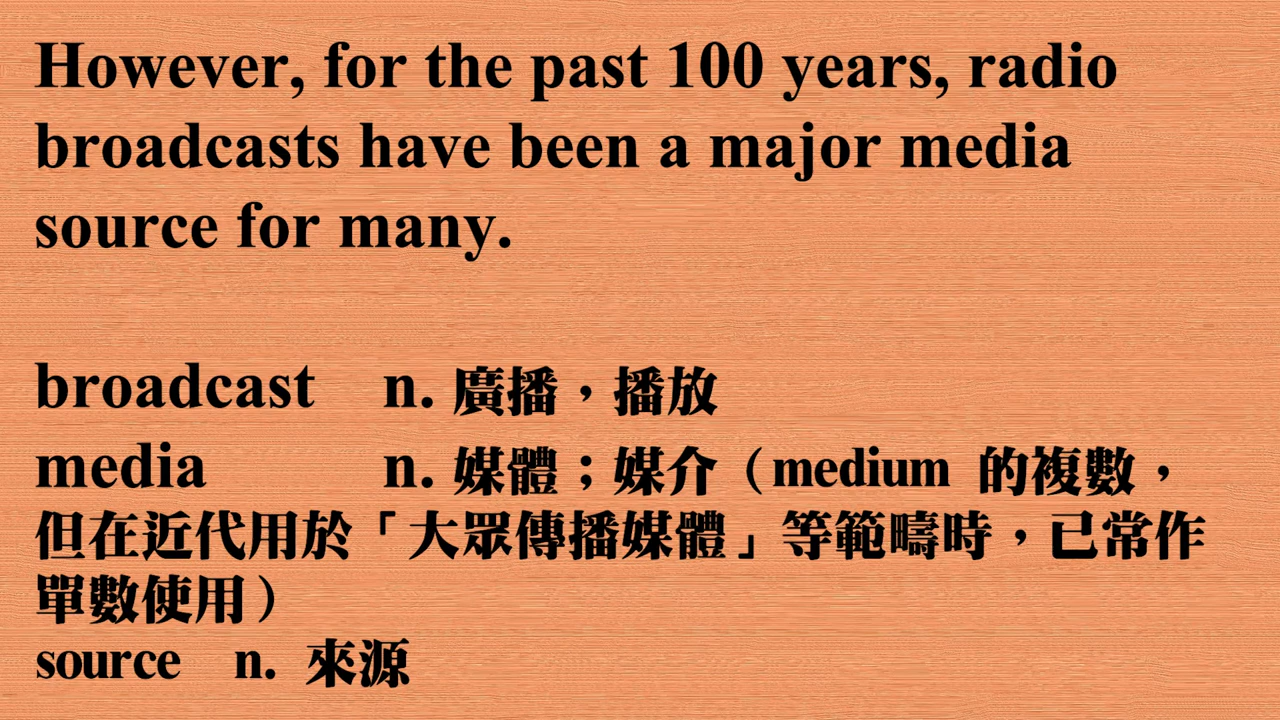 However, for the past 100 years, radio
broadcasts have been a major media
source for many.
broadcast n. 廣播，播放
media n. 媒體；媒介（medium 的複數，
但在近代用於「大眾傳播媒體」等範疇時，已常作
單數使用）
source n. 來源